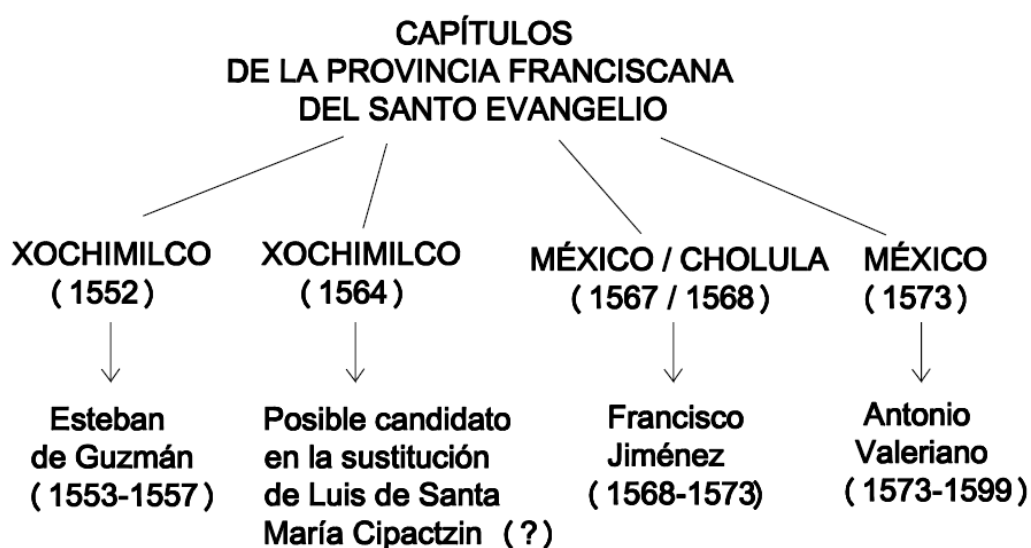 CAPÍTULOS
DE LA PROVINCIA FRANCISCANA
DEL SANTO EVANGELIO
XOCHIMILCO
( 1552 )
Esteban
de Guzmán
( 1553-1557)
XOCHIMILCO
( 1564 )
Posible candidato
en la sustitución
de Luis de Santa
María Cipactzin ( ? )
MÉXICO / CHOLULA
( 1567 / 1568 )
Francisco
Jiménez
( 1568-1573)
MÉXICO
( 1573 )
Antonio
Valeriano
( 1573-1599)